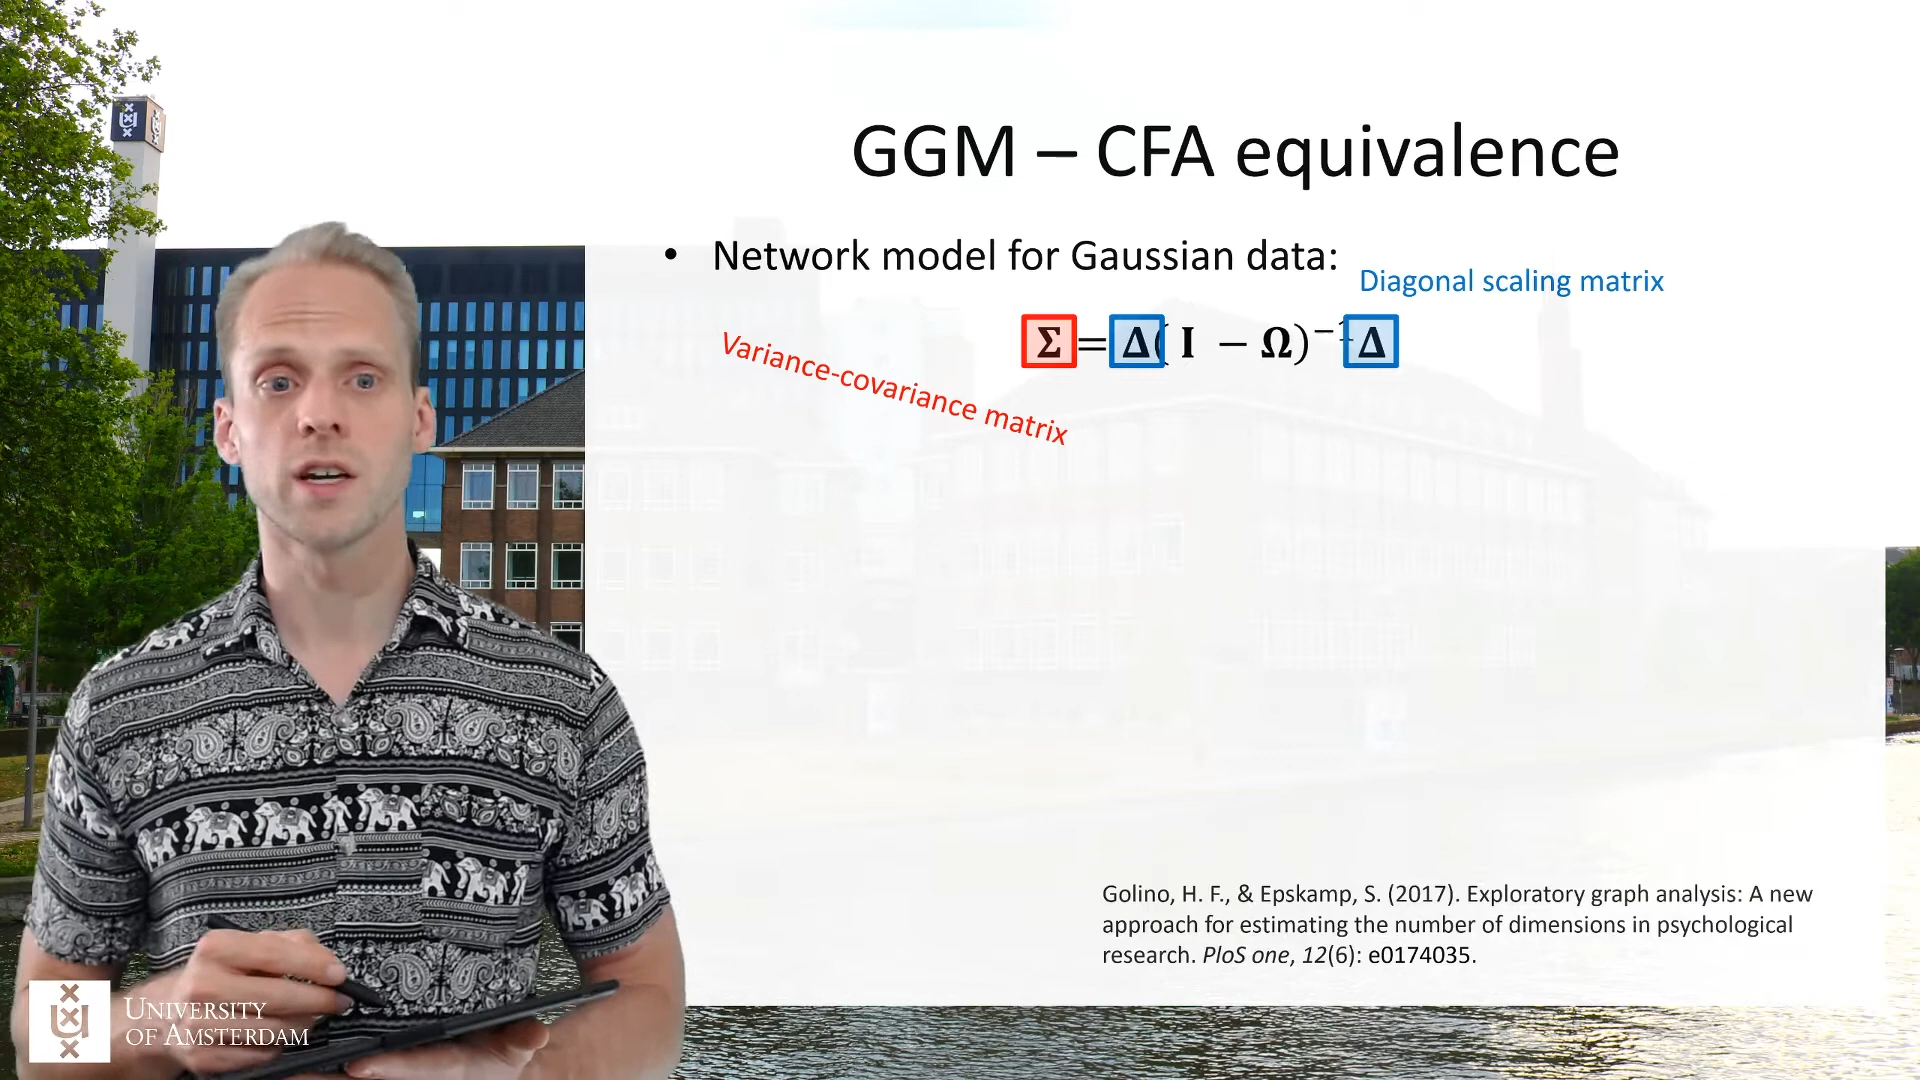 GGM – CFA equivalence
• Network model for Gaussian data:
Diagonal scaling matrix
Σ = Δ( I − Ω)⁻¹Δ
Variance-covariance matrix
Golino, H. F., & Epskamp, S. (2017). Exploratory graph analysis: A new
approach for estimating the number of dimensions in psychological
research. PloS one, 12(6): e0174035.
UNIVERSITY
OF AMSTERDAM